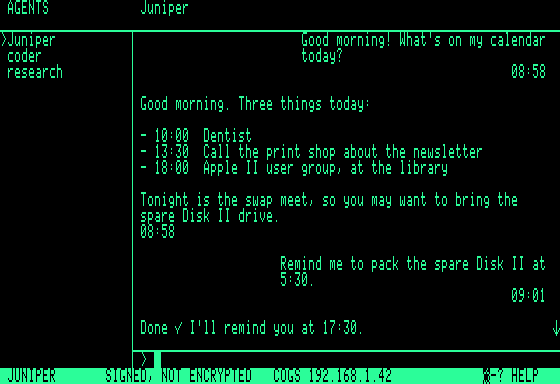 AGENTS Juniper
>Juniper
coder
research
Good morning! What's on my calendar
today?
08:58
Good morning. Three things today:
- 10:00 Dentist
- 13:30 Call the print shop about the newsletter
- 18:00 Apple II user group, at the library
Tonight is the swap meet, so you may want to bring the
spare Disk II drive.
08:58
Remind me to pack the spare Disk II at
5:30.
09:01
Done ✓ I'll remind you at 17:30.
>
JUNIPER SIGNED, NOT ENCRYPTED COGS 192.168.1.42 -? HELP